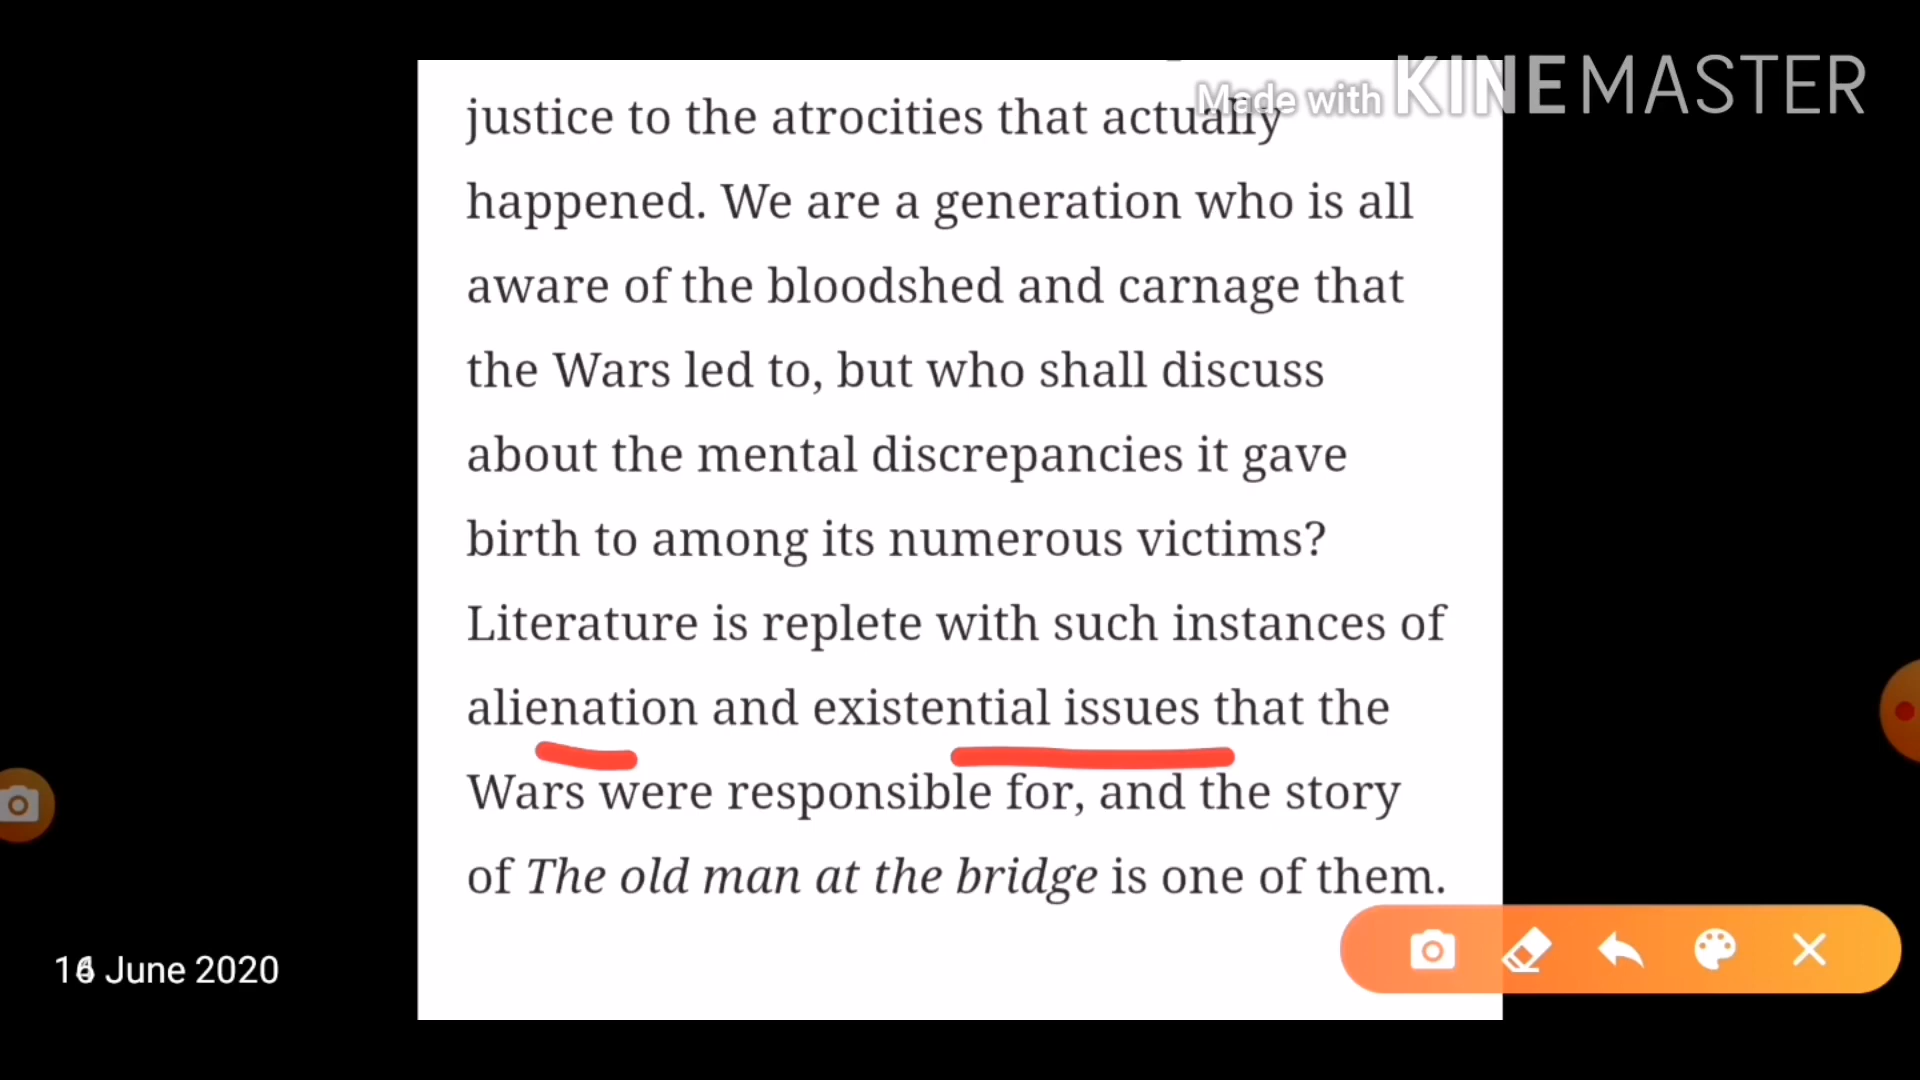 Made with KINEMASTER
justice to the atrocities that actually
happened. We are a generation who is all
aware of the bloodshed and carnage that
the Wars led to, but who shall discuss
about the mental discrepancies it gave
birth to among its numerous victims?
Literature is replete with such instances of
alienation and existential issues that the
Wars were responsible for, and the story
of The old man at the bridge is one of them.
June 2020